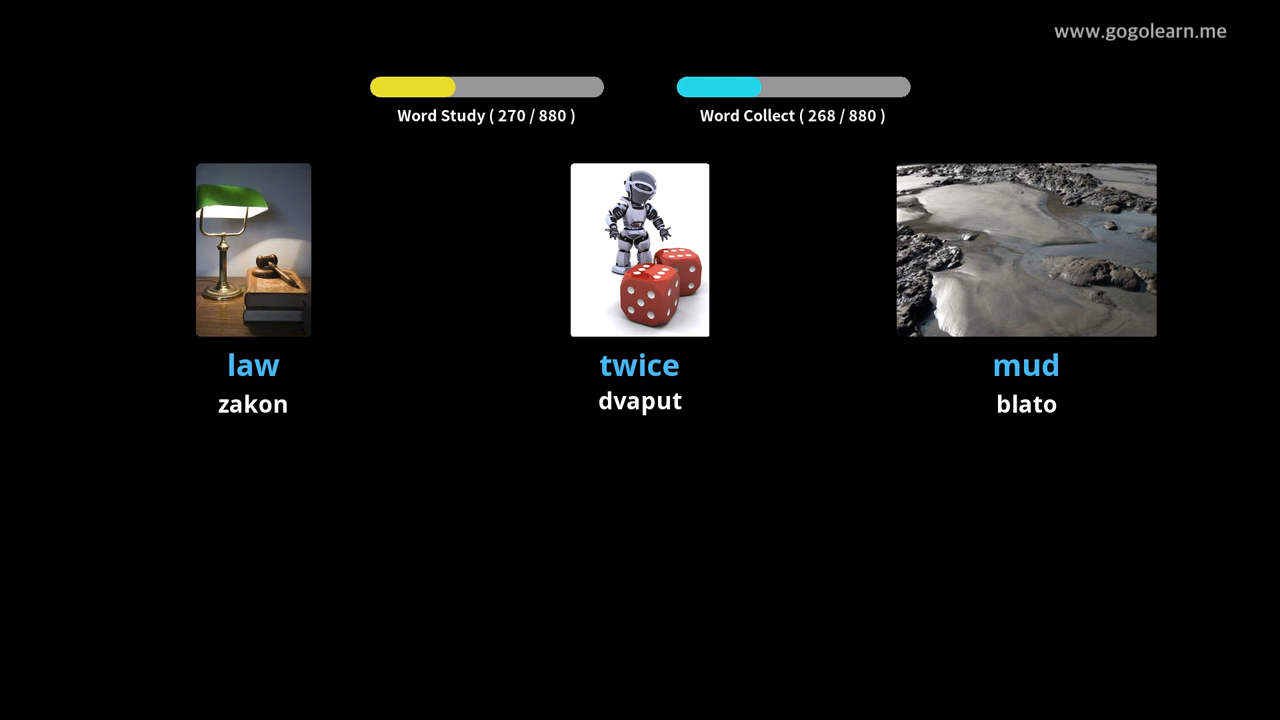 www.gogolearn.me
Word Study ( 270 / 880 )
Word Collect ( 268 / 880 )
law
twice
mud
zakon
dvaput
blato